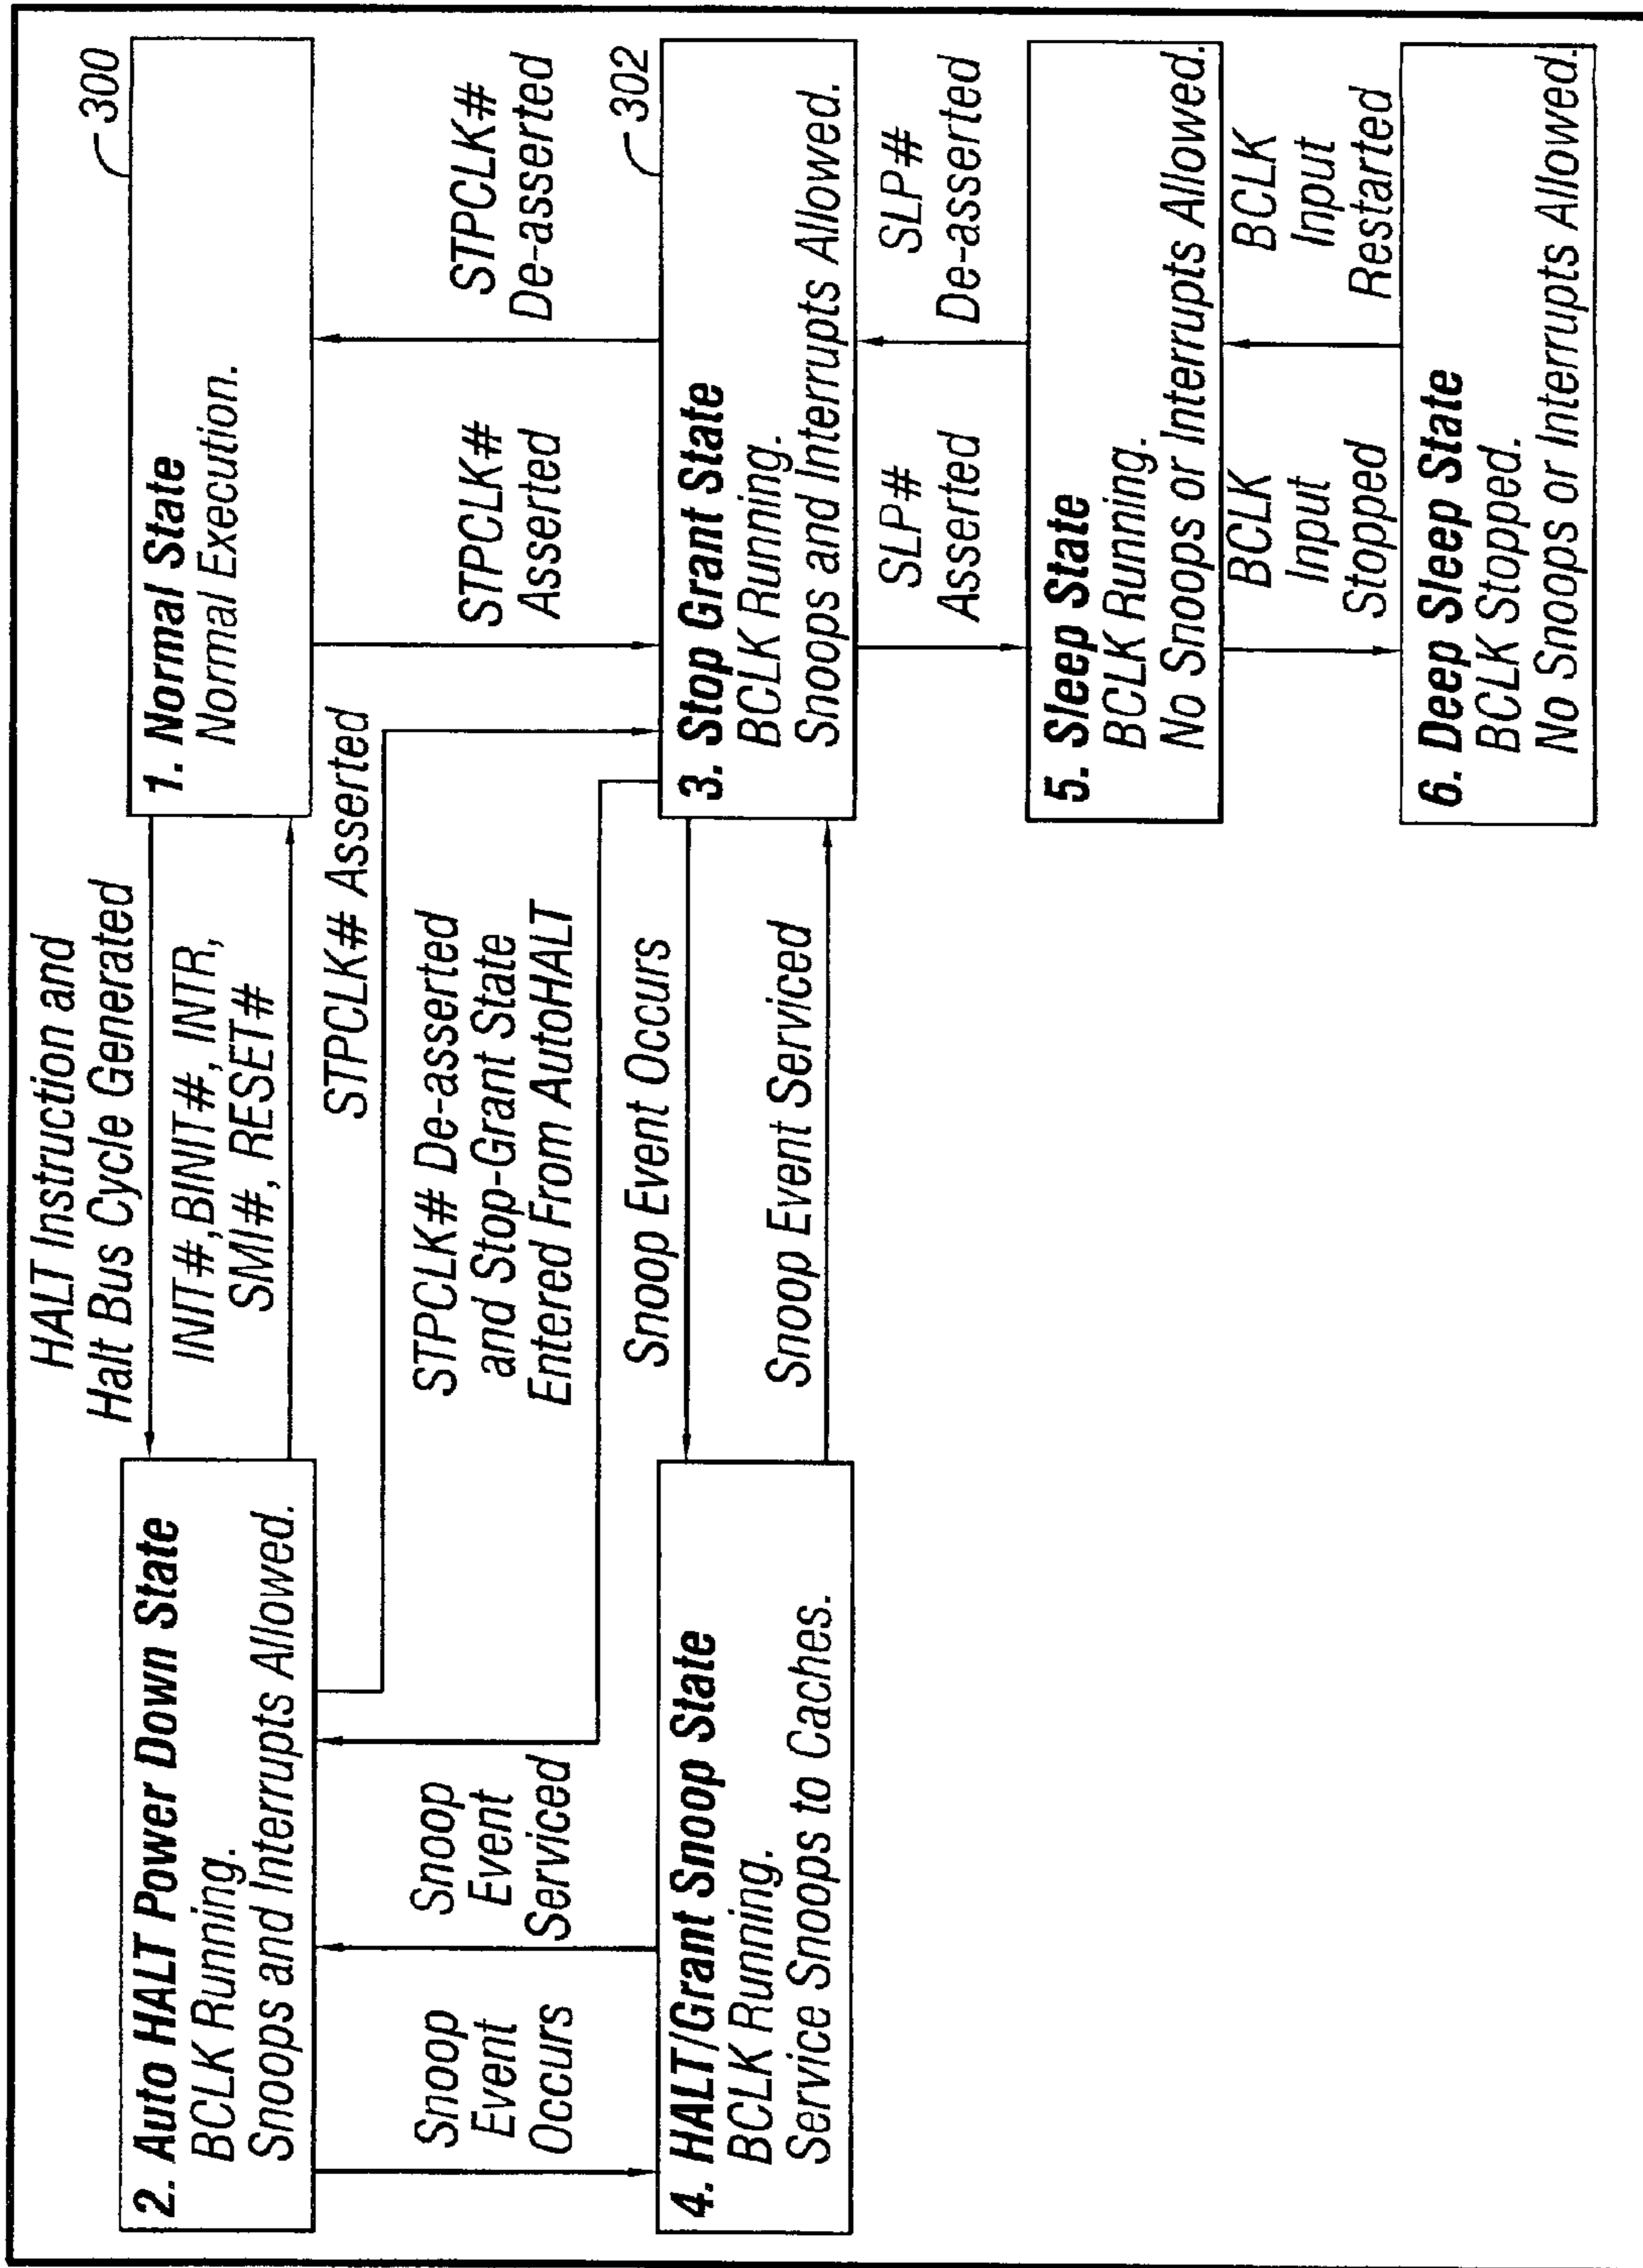 HALT Instruction and
Halt Bus Cycle Generated
2. Auto HALT Power Down State
BCLK Running.
Snoops and Interrupts Allowed.
INIT#,BINIT#, INTR,
SMI#, RESET#
1. Normal State
Normal Execution.
300
STPCLK# Asserted
STPCLK# De-asserted
and Stop-Grant State
Entered From AutoHALT
Snoop
Event
Occurs
Snoop
Event
Serviced
STPCLK#
Asserted
STPCLK#
De-asserted
4. HALT/Grant Snoop State
BCLK Running.
Service Snoops to Caches.
Snoop Event Occurs
Snoop Event Serviced
3. Stop Grant State
BCLK Running.
Snoops and Interrupts Allowed.
302
SLP#
Asserted
SLP#
De-asserted
5. Sleep State
BCLK Running.
No Snoops or Interrupts Allowed.
BCLK
Input
Stopped
BCLK
Input
Restarted
6. Deep Sleep State
BCLK Stopped.
No Snoops or Interrupts Allowed.